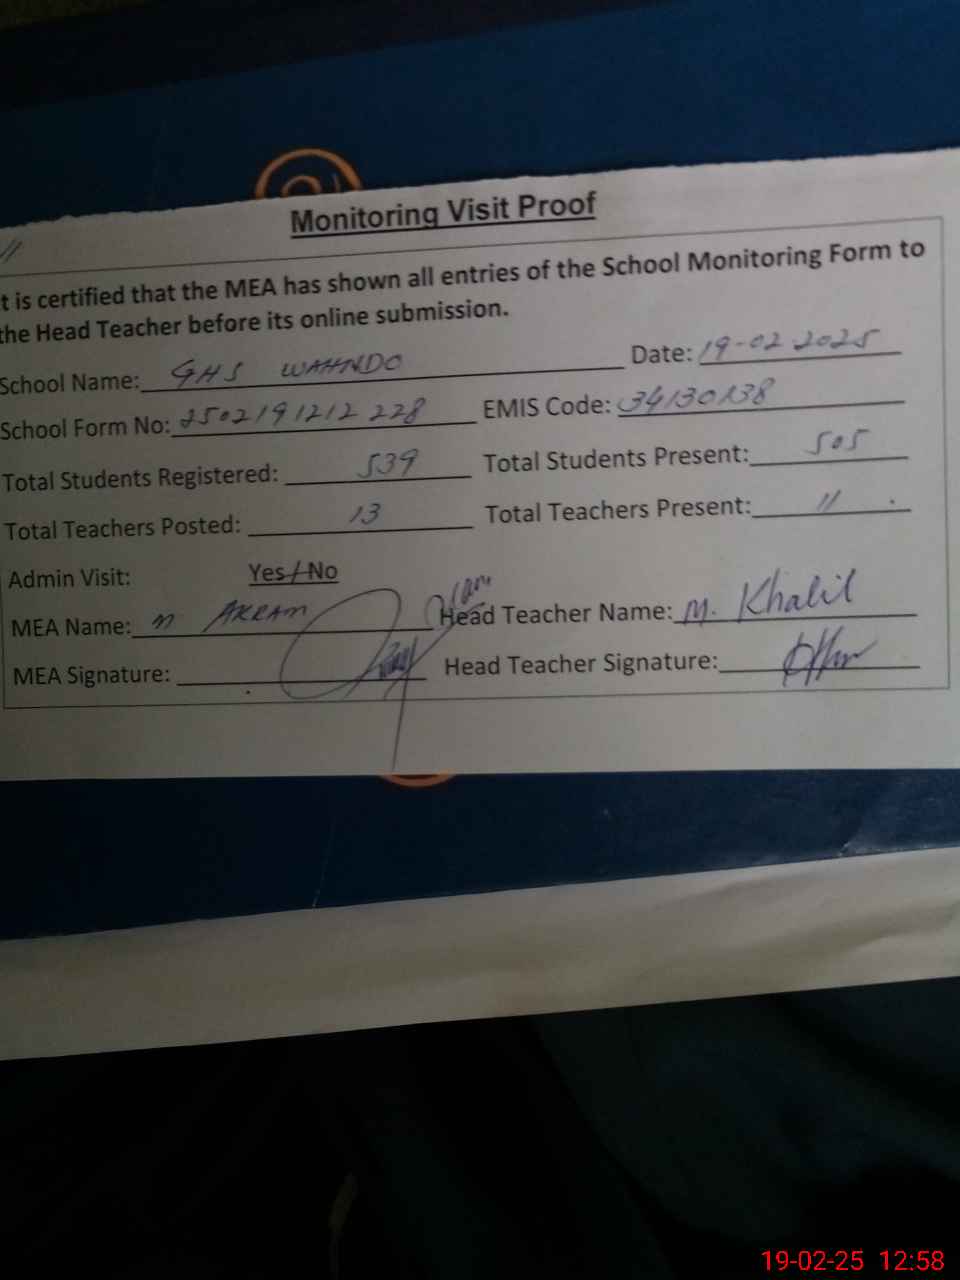 11
Monitoring Visit Proof
t is certified that the MEA has shown all entries of the School Monitoring Form to
the Head Teacher before its online submission.
School Name: GHS WAHNDO Date: 19-02-2025
School Form No: 2502191212228 EMIS Code: 34130138
Total Students Registered: 539 Total Students Present: 505
Total Teachers Posted: 13 Total Teachers Present: 11
Admin Visit: Yes / No
MEA Name: M AKRAM Head Teacher Name: M. Khalil
MEA Signature: Head Teacher Signature:
19-02-25 12:58